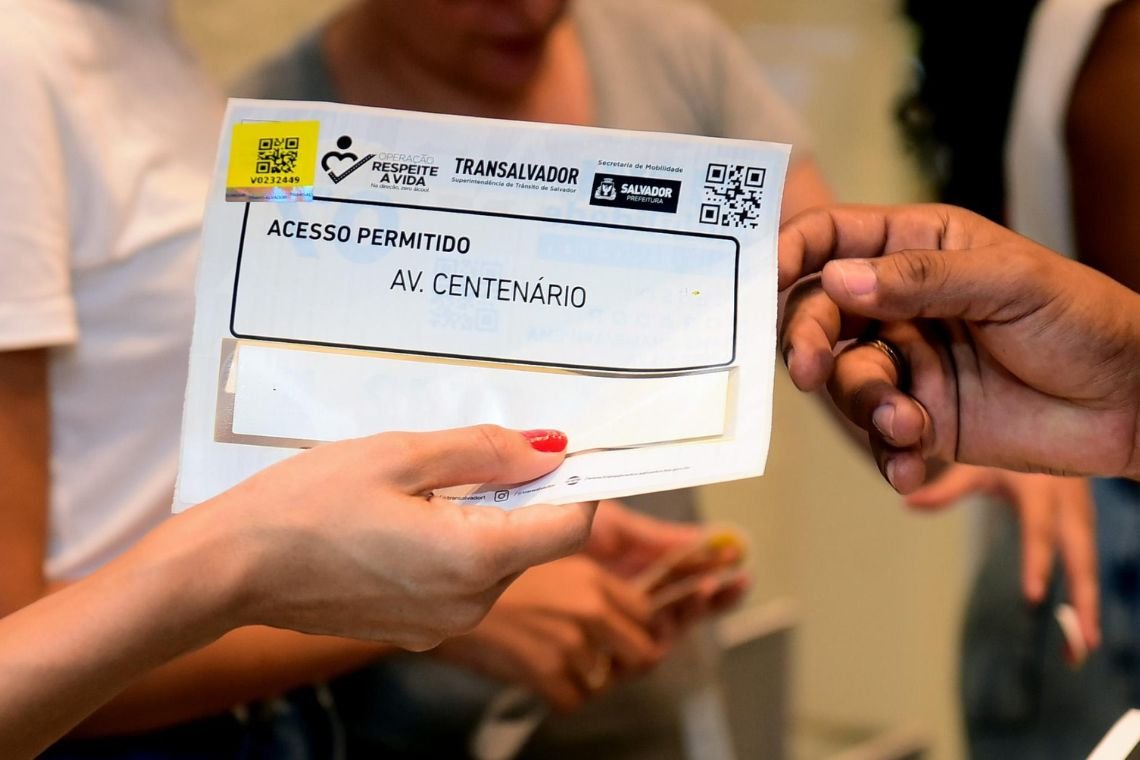 V0232449
OPERAÇÃO
RESPEITE
A VIDA
Na direção, zero álcool.
TRANSALVADOR
Superintendência de Trânsito de Salvador
Secretaria de Mobilidade
SALVADOR
PREFEITURA
ACESSO PERMITIDO
AV. CENTENÁRIO